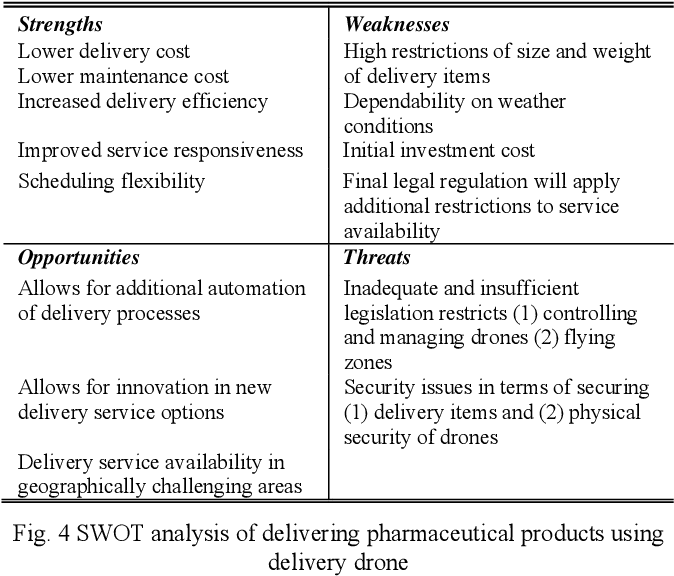 Strengths
Lower delivery cost
Lower maintenance cost
Increased delivery efficiency
Improved service responsiveness
Scheduling flexibility
Weaknesses
High restrictions of size and weight
of delivery items
Dependability on weather
conditions
Initial investment cost
Final legal regulation will apply
additional restrictions to service
availability
Opportunities
Allows for additional automation
of delivery processes
Allows for innovation in new
delivery service options
Delivery service availability in
geographically challenging areas
Threats
Inadequate and insufficient
legislation restricts (1) controlling
and managing drones (2) flying
zones
Security issues in terms of securing
(1) delivery items and (2) physical
security of drones
Fig. 4 SWOT analysis of delivering pharmaceutical products using
delivery drone